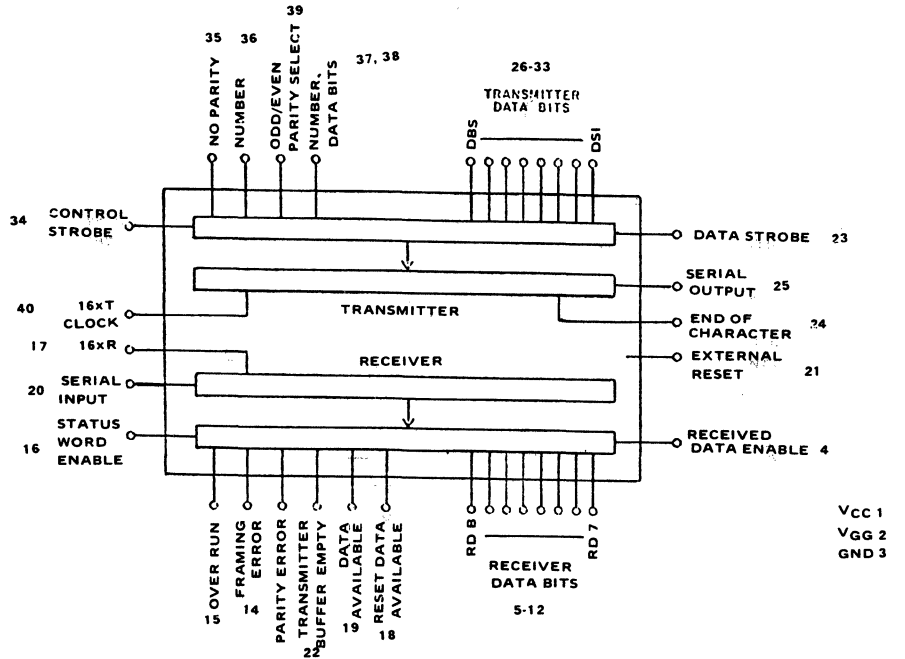 35
NO PARITY
36
NUMBER
39
ODD/EVEN
PARITY SELECT
37, 38
NUMBER.
DATA BITS
26-33
TRANSMITTER
DATA BITS
DBS
DSI
34
CONTROL
STROBE
DATA STROBE 23
SERIAL
OUTPUT 25
40
16xT
CLOCK
TRANSMITTER
END OF
CHARACTER 24
17
16xR
RECEIVER
EXTERNAL
RESET 21
20
SERIAL
INPUT
16
STATUS
WORD
ENABLE
RECEIVED
DATA ENABLE 4
15
OVER RUN
14
FRAMING
ERROR
PARITY ERROR
22
TRANSMITTER
BUFFER EMPTY
19
DATA
AVAILABLE
18
RESET DATA
AVAILABLE
RD 8
RD 7
RECEIVER
DATA BITS
5-12
VCC 1
VGG 2
GND 3